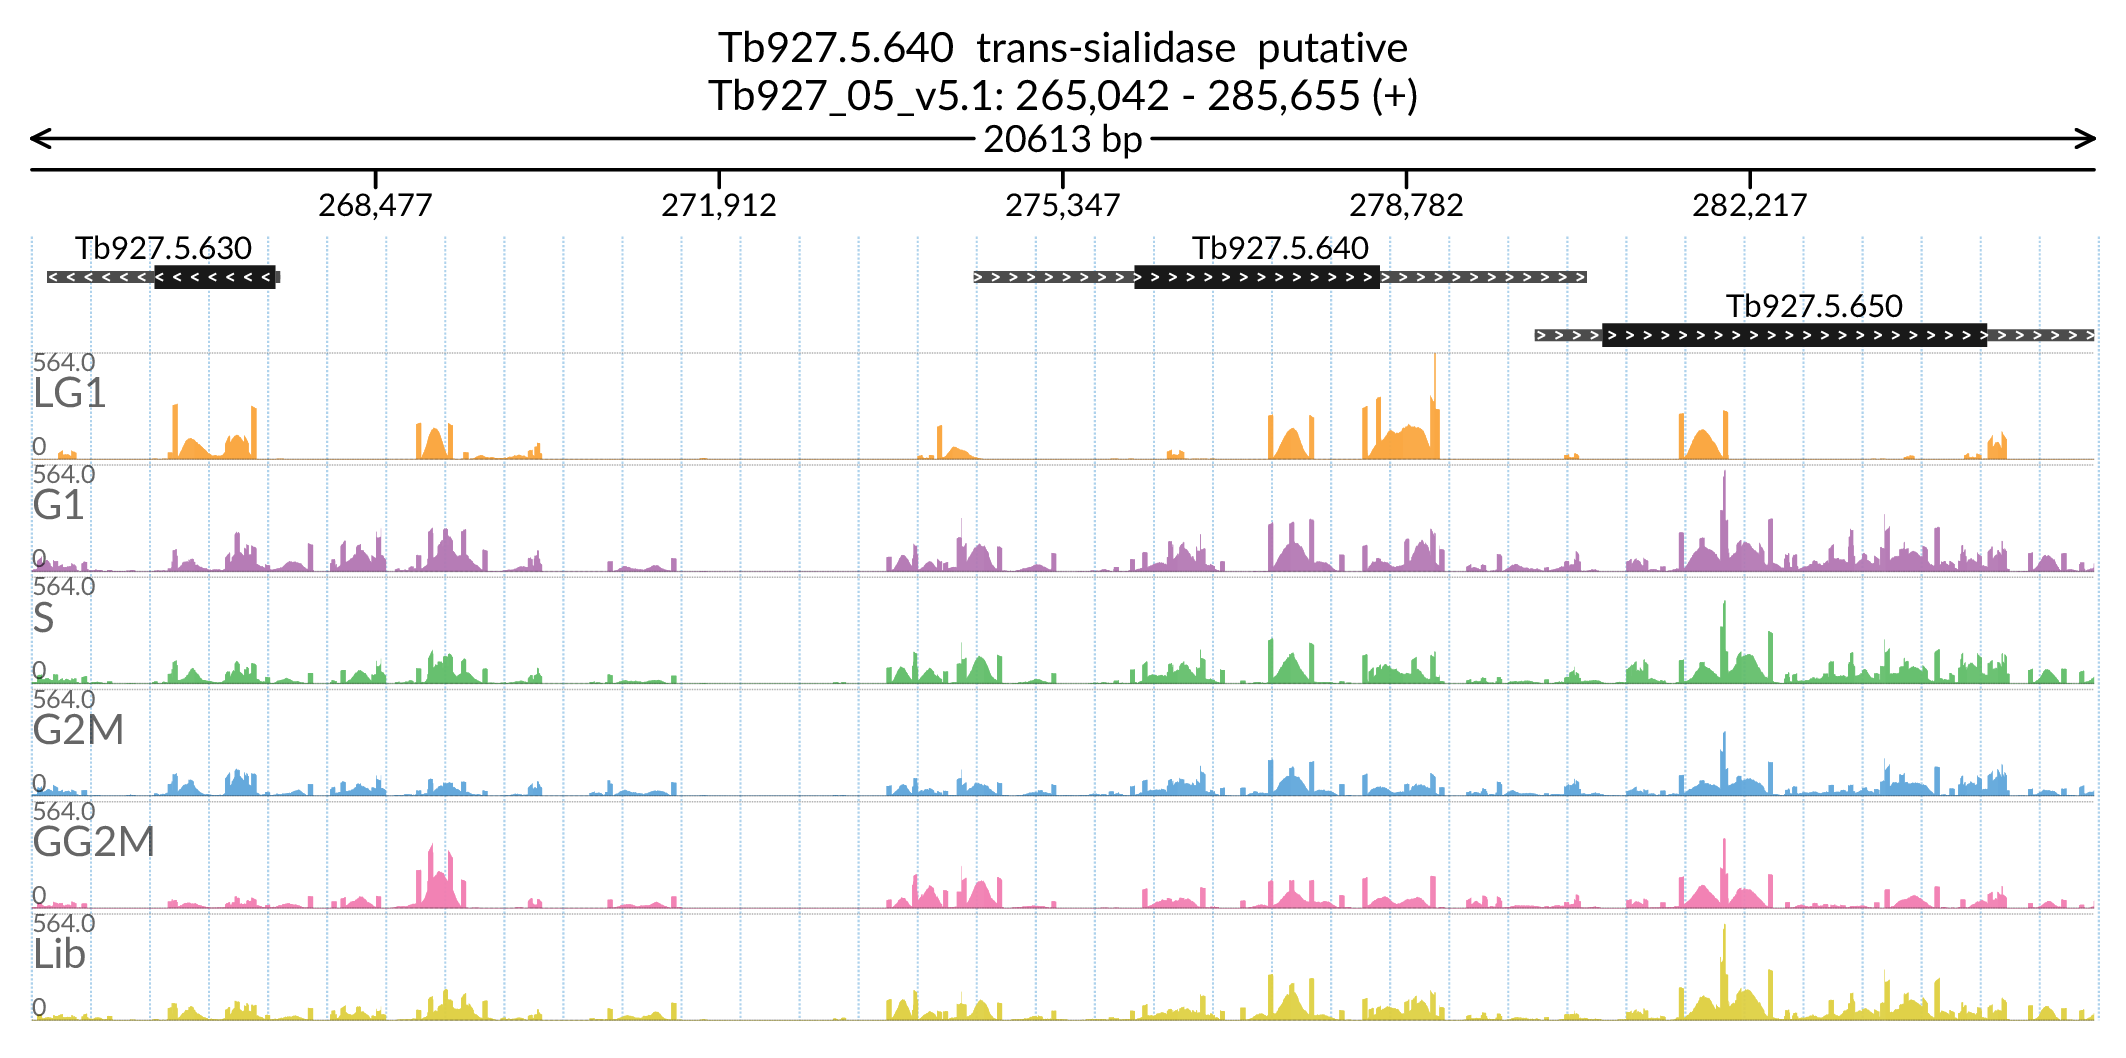 Tb927.5.640 trans-sialidase putative
Tb927_05_v5.1: 265,042 - 285,655 (+)
20613 bp
268,477 271,912 275,347 278,782 282,217
Tb927.5.630 Tb927.5.640
Tb927.5.650
564.0
LG1
0
564.0
G1
0
564.0
S
0
564.0
G2M
0
564.0
GG2M
0
564.0
Lib
0